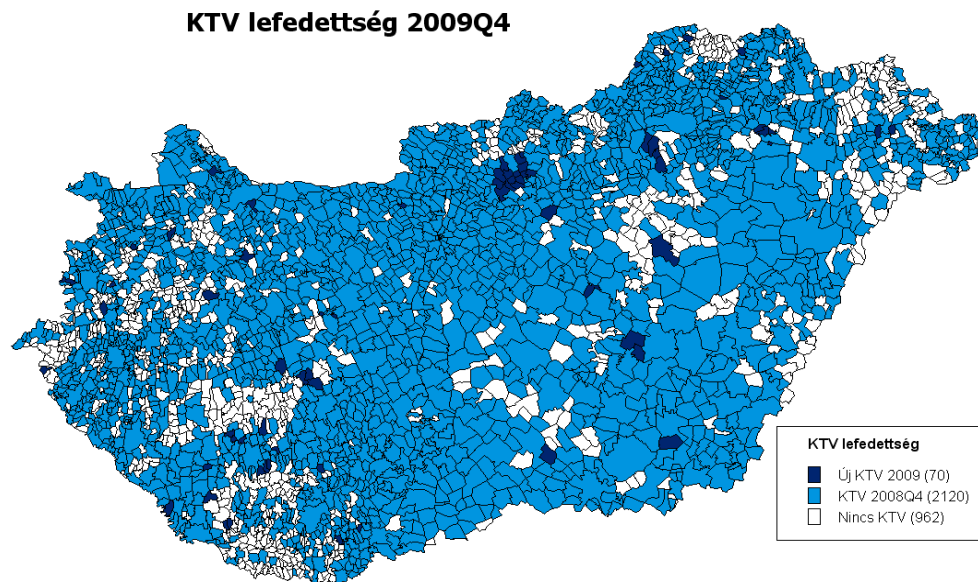 KTV lefedettség 2009Q4
KTV lefedettség
Új KTV 2009 (70)
KTV 2008Q4 (2120)
Nincs KTV (962)